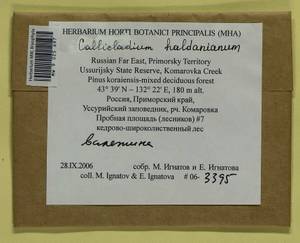 HERBARIUM HORTI BOTANICI PRINCIPALIS (MHA)
Callicladium haldanianum
Russian Far East, Primorsky Territory
Ussurijsky State Reserve, Komarovka Creek
Pinus koraiensis-mixed deciduous forest
43° 39' N – 132° 22' E, 180 m alt.
Россия, Приморский край,
Уссурийский заповедник, рч. Комаровка
Пробная площадь (лесников) #7
кедрово-широколиственный лес
валежина
28.IX.2006 собр. М. Игнатов и Е. Игнатова
coll. M. Ignatov & E. Ignatova # 06- 3395